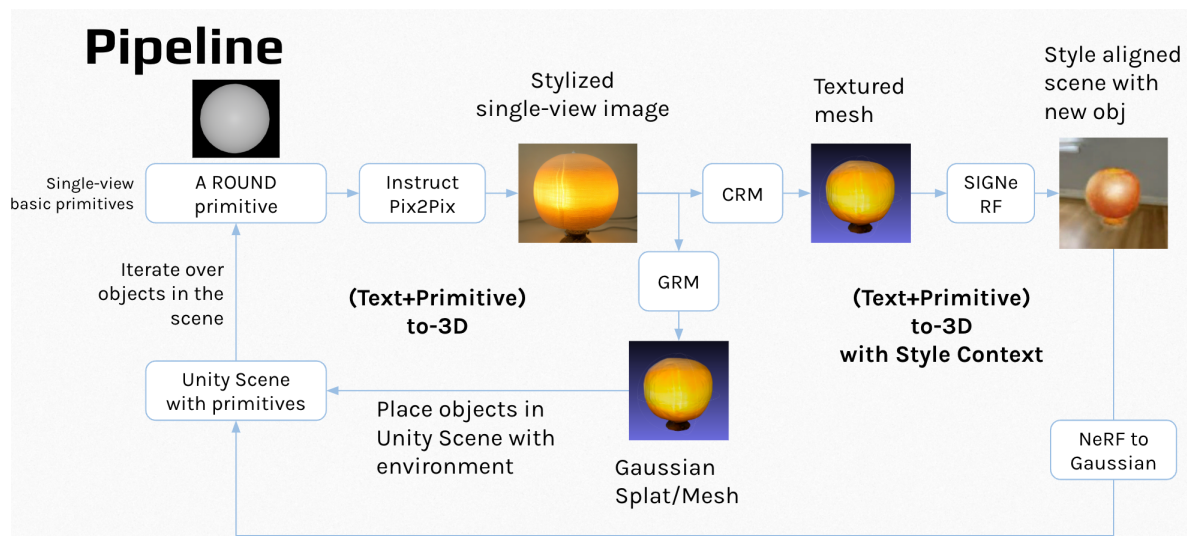 Pipeline
Single-view
basic primitives
A ROUND
primitive
Instruct
Pix2Pix
Stylized
single-view image
CRM
Textured
mesh
SIGNe
RF
Style aligned
scene with
new obj
GRM
Iterate over
objects in the
scene
(Text+Primitive)
to-3D
(Text+Primitive)
to-3D
with Style Context
Unity Scene
with primitives
Place objects in
Unity Scene with
environment
Gaussian
Splat/Mesh
NeRF to
Gaussian